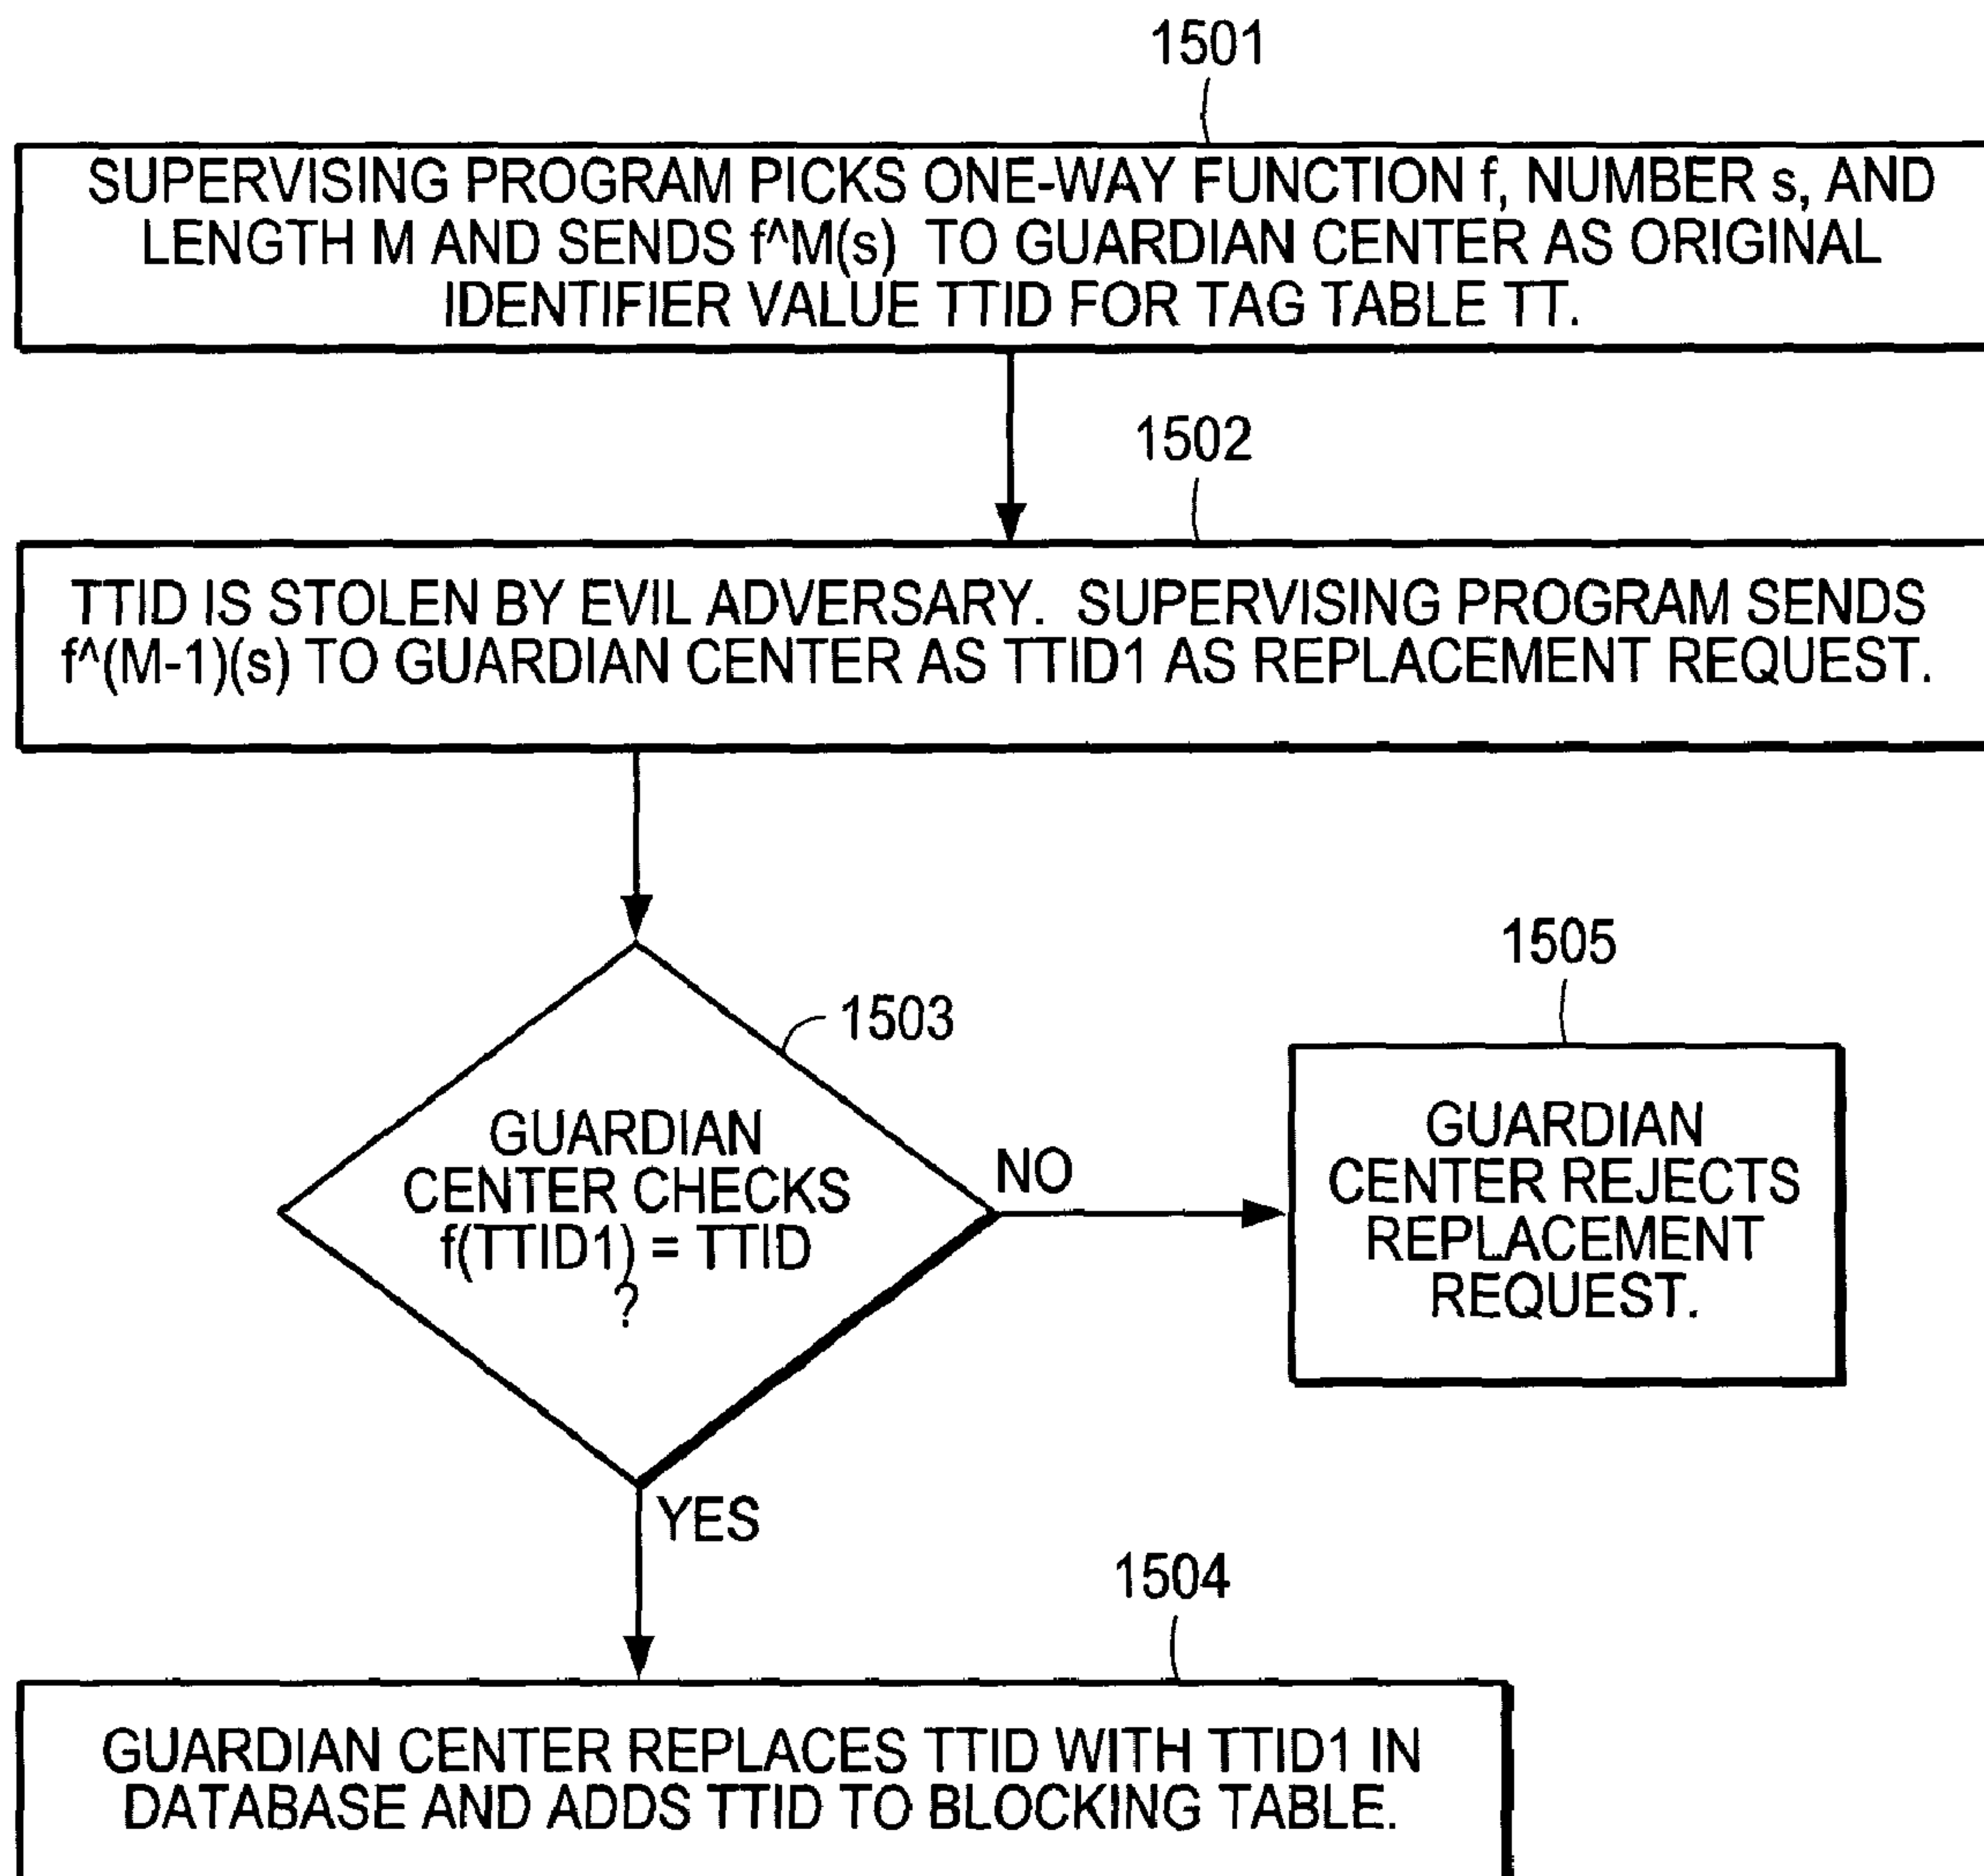 1501
SUPERVISING PROGRAM PICKS ONE-WAY FUNCTION f, NUMBER s, AND
LENGTH M AND SENDS f^M(s) TO GUARDIAN CENTER AS ORIGINAL
IDENTIFIER VALUE TTID FOR TAG TABLE TT.
1502
TTID IS STOLEN BY EVIL ADVERSARY. SUPERVISING PROGRAM SENDS
f^(M-1)(s) TO GUARDIAN CENTER AS TTID1 AS REPLACEMENT REQUEST.
1503
GUARDIAN
CENTER CHECKS
f(TTID1) = TTID
?
NO
1505
GUARDIAN
CENTER REJECTS
REPLACEMENT
REQUEST.
YES
1504
GUARDIAN CENTER REPLACES TTID WITH TTID1 IN
DATABASE AND ADDS TTID TO BLOCKING TABLE.